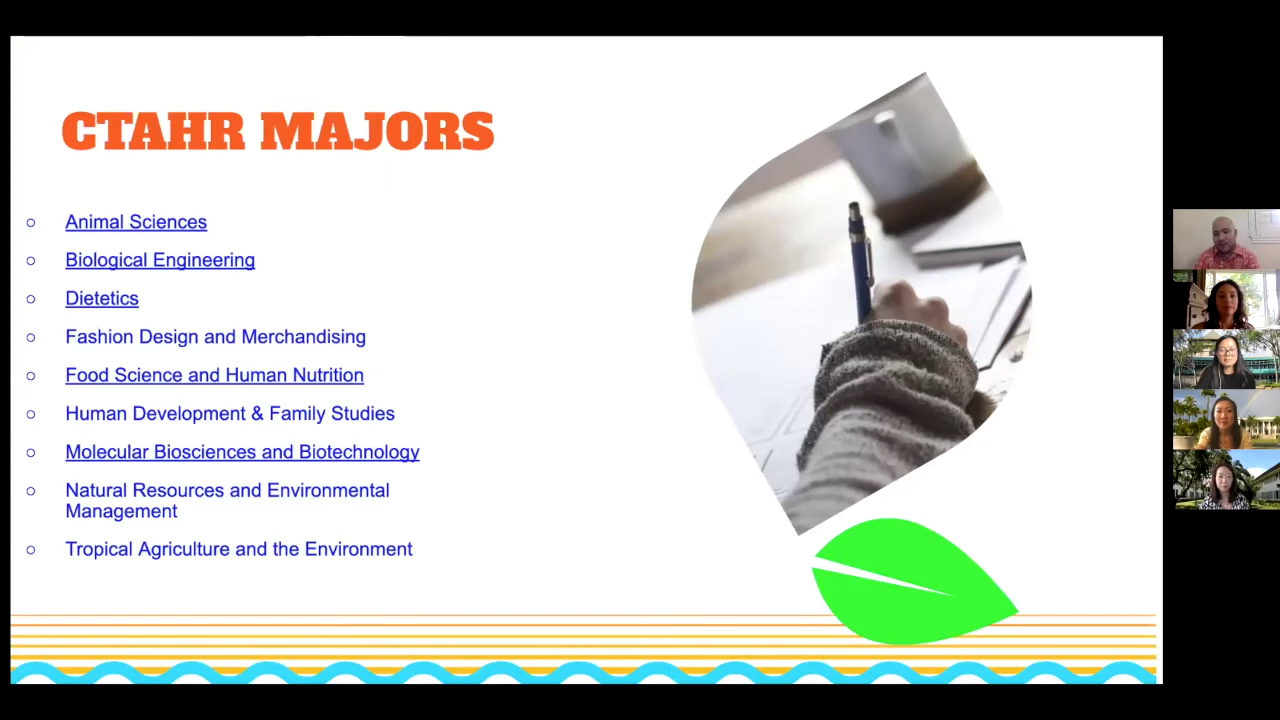 CTAHR MAJORS
Animal Sciences
Biological Engineering
Dietetics
Fashion Design and Merchandising
Food Science and Human Nutrition
Human Development & Family Studies
Molecular Biosciences and Biotechnology
Natural Resources and Environmental
Management
Tropical Agriculture and the Environment